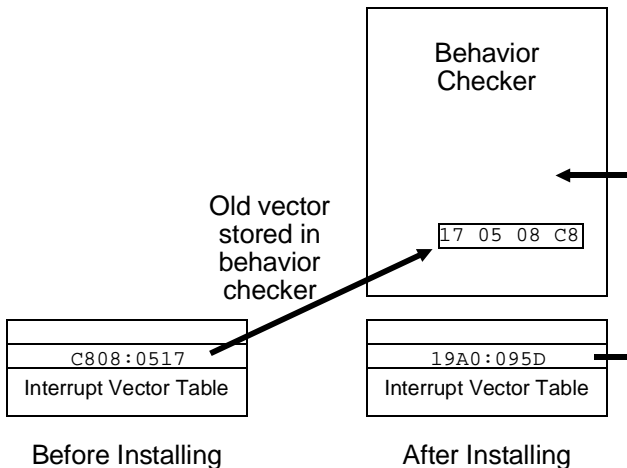 Behavior
Checker
Old vector
stored in
behavior
checker
17 05 08 C8
C808:0517
Interrupt Vector Table
19A0:095D
Interrupt Vector Table
Before Installing
After Installing